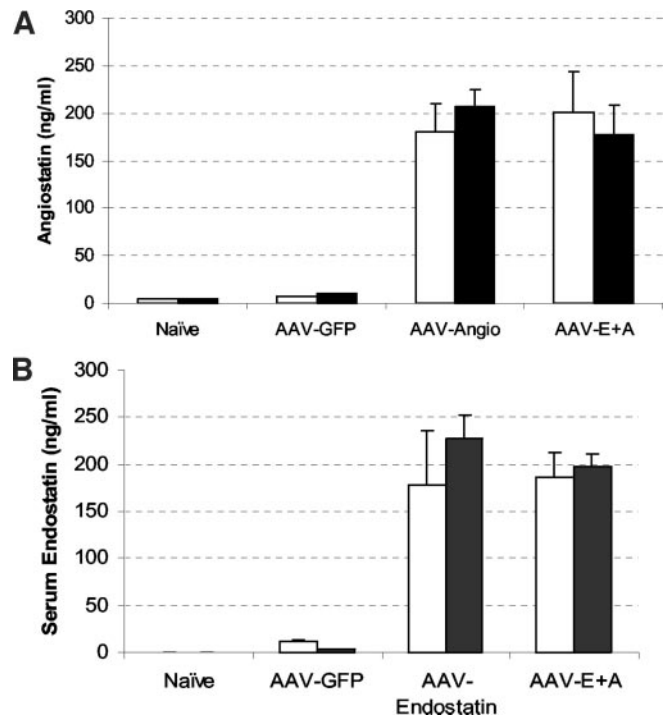 A
Angiostatin (ng/ml)
300
250
200
150
100
50
0
Naïve AAV-GFP AAV-Angio AAV-E+A
B
Serum Endostatin (ng/ml)
300
250
200
150
100
50
0
Naïve AAV-GFP AAV- AAV-E+A
Endostatin